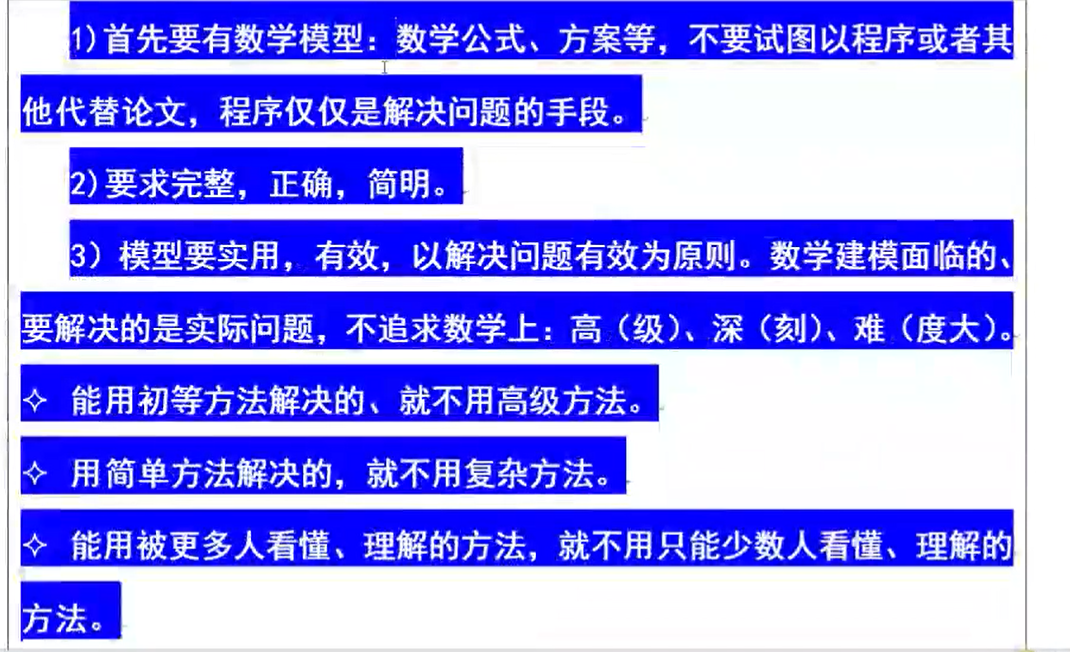 1)首先要有数学模型：数学公式、方案等，不要试图以程序或者其
他代替论文，程序仅仅是解决问题的手段。
2)要求完整，正确，简明。
3）模型要实用，有效，以解决问题有效为原则。数学建模面临的、
要解决的是实际问题，不追求数学上：高（级）、深（刻）、难（度大）。
✧ 能用初等方法解决的、就不用高级方法。
✧ 用简单方法解决的，就不用复杂方法。
✧ 能用被更多人看懂、理解的方法，就不用只能少数人看懂、理解的
方法。